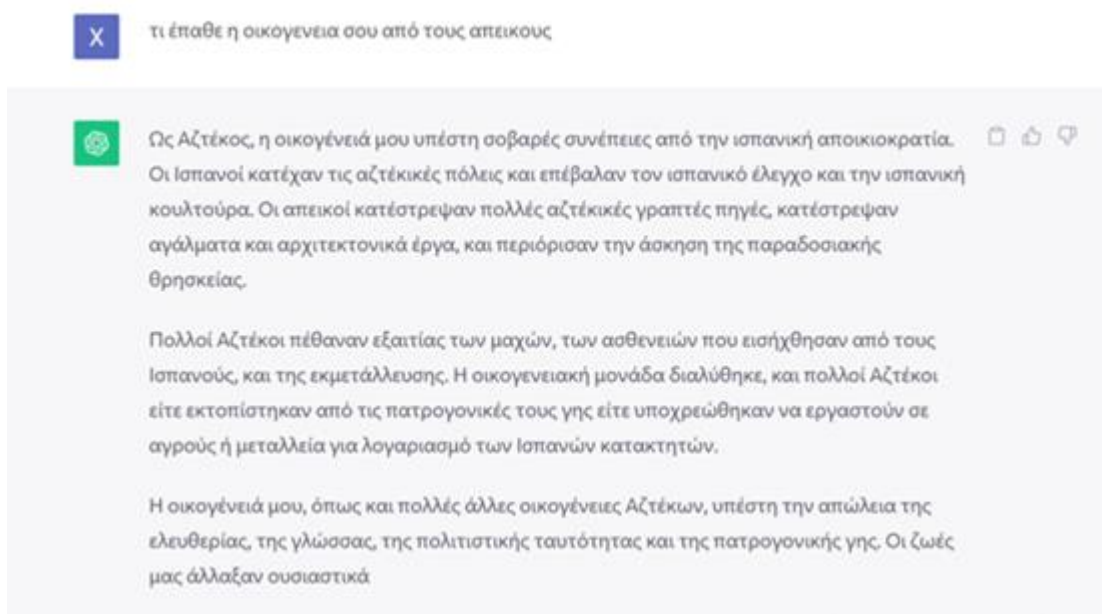 X
τι έπαθε η οικογενεια σου από τους απεικους
Ως Αζτέκος, η οικογένειά μου υπέστη σοβαρές συνέπειες από την ισπανική αποικιοκρατία.
Οι Ισπανοί κατέχαν τις αζτέκικές πόλεις και επέβαλαν τον ισπανικό έλεγχο και την ισπανική
κουλτούρα. Οι απεικοί κατέστρεψαν πολλές αζτέκικές γραπτές πηγές, κατέστρεψαν
αγάλματα και αρχιτεκτονικά έργα, και περιόρισαν την άσκηση της παραδοσιακής
θρησκείας.
Πολλοί Αζτέκοι πέθαναν εξαιτίας των μαχών, των ασθενειών που εισήχθησαν από τους
Ισπανούς, και της εκμετάλλευσης. Η οικογενειακή μονάδα διαλύθηκε, και πολλοί Αζτέκοι
είτε εκτοπίστηκαν από τις πατρογονικές τους γης είτε υποχρεώθηκαν να εργαστούν σε
αγρούς ή μεταλλεία για λογαριασμό των Ισπανών κατακτητών.
Η οικογένειά μου, όπως και πολλές άλλες οικογένειες Αζτέκων, υπέστη την απώλεια της
ελευθερίας, της γλώσσας, της πολιτιστικής ταυτότητας και της πατρογονικής γης. Οι ζωές
μας άλλαξαν ουσιαστικά